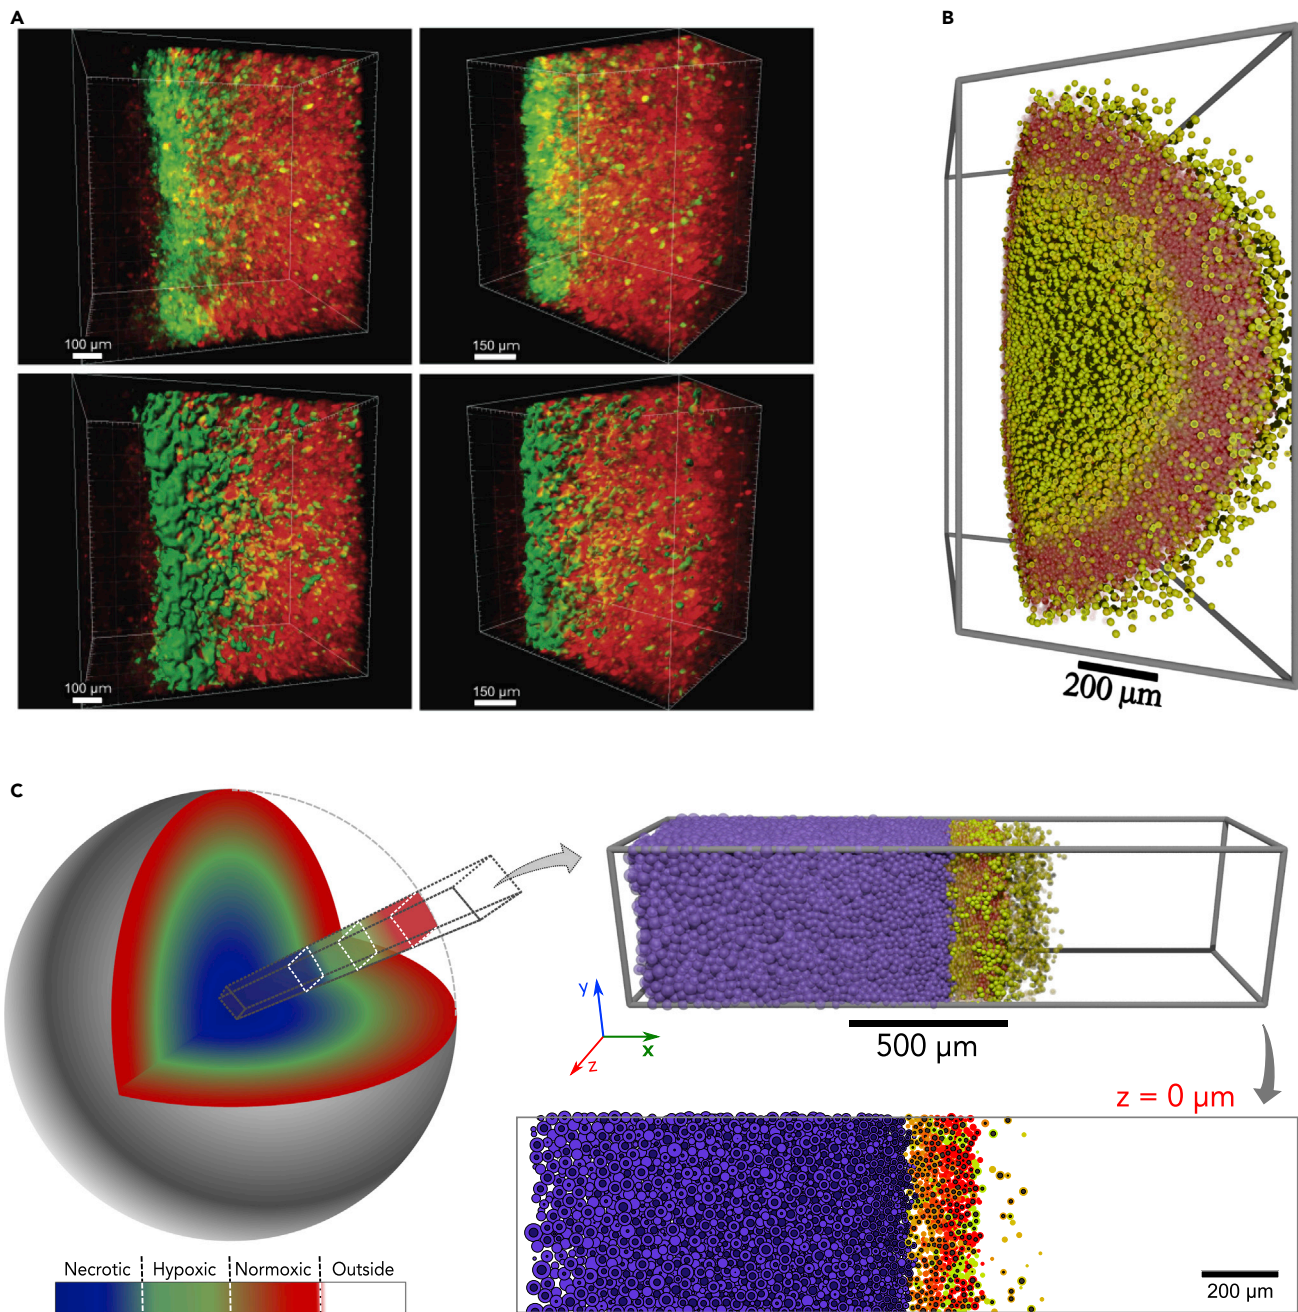 A
B
100 µm
150 µm
100 µm
150 µm
200 µm
C
y
x
z
500 µm
z = 0 µm
Necrotic
Hypoxic
Normoxic
Outside
200 µm